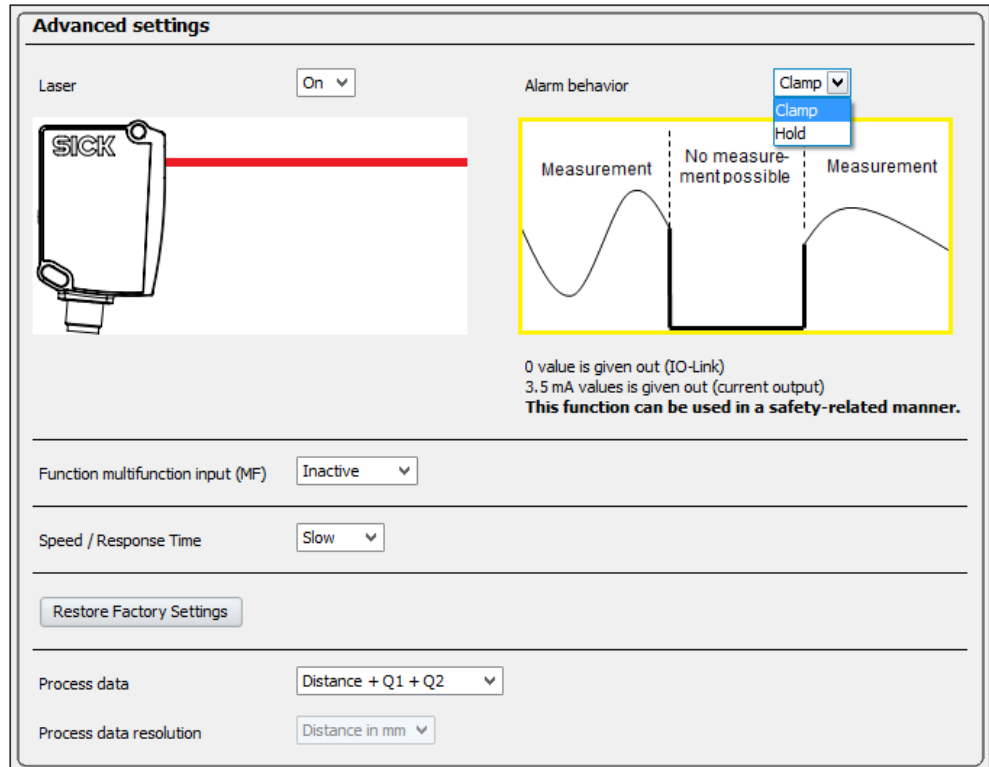 Advanced settings
Laser
On
Alarm behavior
Clamp
Clamp
Hold
SICK
Measurement
No measure-
ment possible
Measurement
0 value is given out (IO-Link)
3.5 mA values is given out (current output)
This function can be used in a safety-related manner.
Function multifunction input (MF)
Inactive
Speed / Response Time
Slow
Restore Factory Settings
Process data
Distance + Q1 + Q2
Process data resolution
Distance in mm